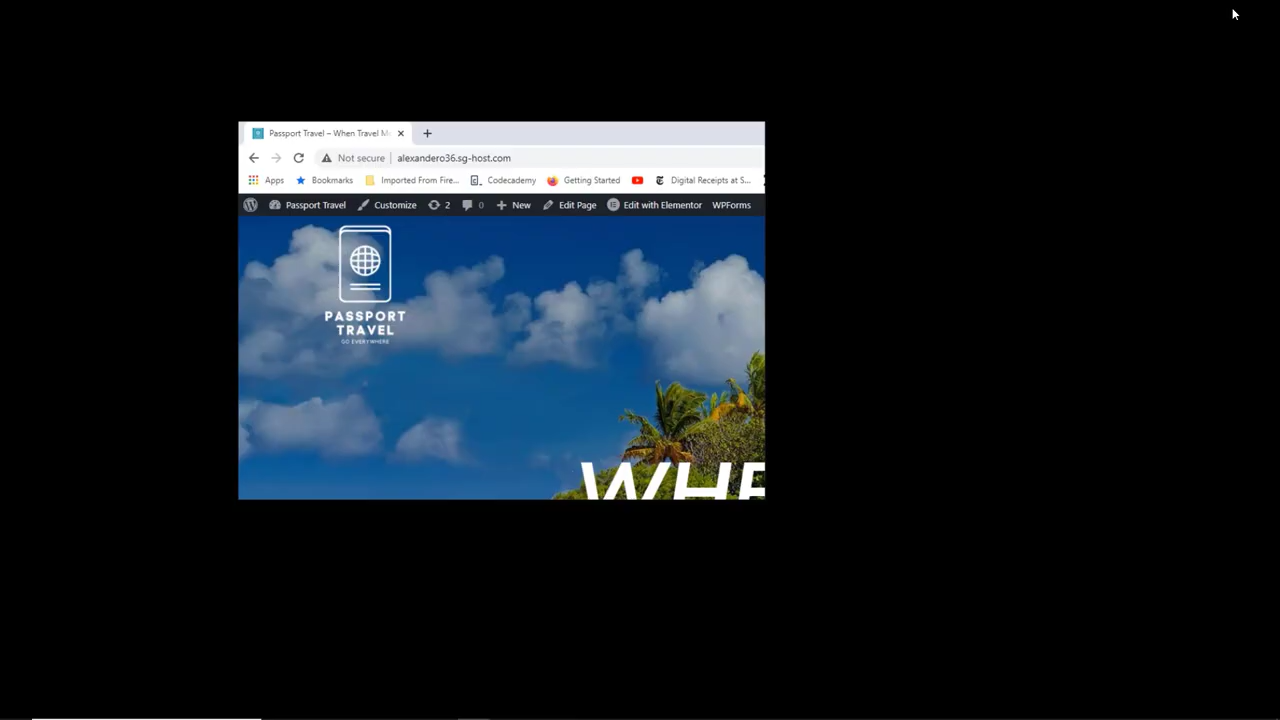 Passport Travel – When Travel M
Not secure alexandero36.sg-host.com
Apps Bookmarks Imported From Fire... Codecademy Getting Started Digital Receipts at S...
Passport Travel Customize 2 0 New Edit Page Edit with Elementor WPForms
PASSPORT
TRAVEL
GO EVERYWHERE
WHE